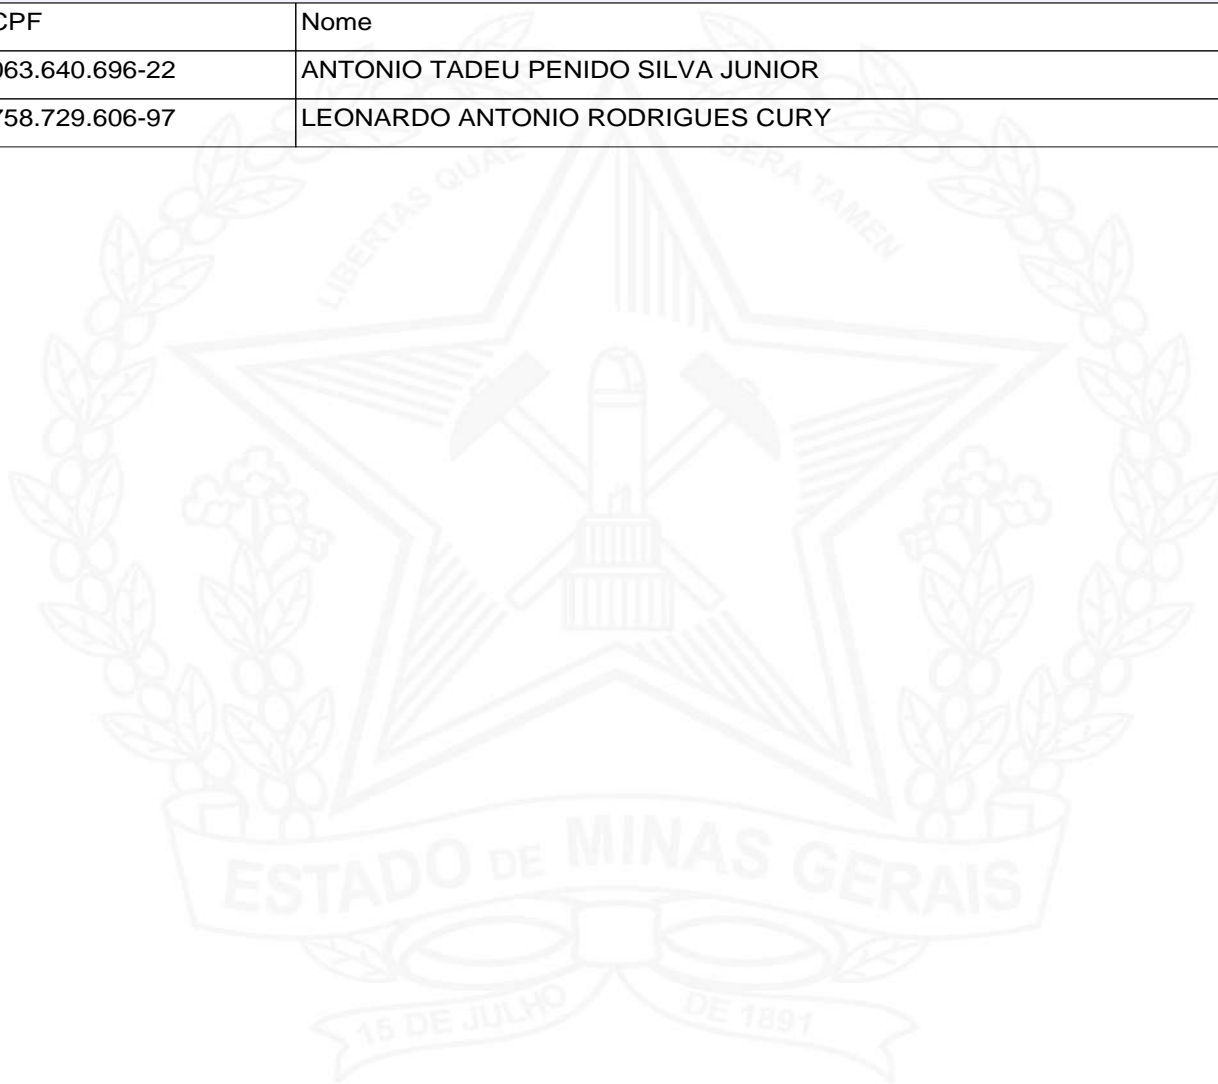 CPF Nome
063.640.696-22 ANTONIO TADEU PENIDO SILVA JUNIOR
758.729.606-97 LEONARDO ANTONIO RODRIGUES CURY
LIBERTAS QUAE SERA TAMEN
ESTADO DE MINAS GERAIS
15 DE JULHO DE 1891